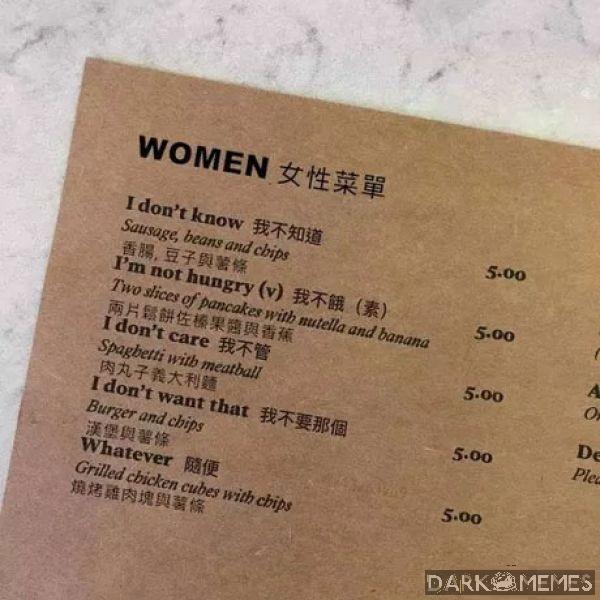 WOMEN 女性菜單
I don't know 我不知道
Sausage, beans and chips
香腸, 豆子與薯條
5.00
I'm not hungry (v) 我不餓（素）
Two slices of pancakes with nutella and banana
兩片鬆餅佐榛果醬與香蕉
5.00
I don't care 我不管
Spaghetti with meatball
肉丸子義大利麵
5.00
I don't want that 我不要那個
Burger and chips
漢堡與薯條
5.00
Whatever 隨便
Grilled chicken cubes with chips
燒烤雞肉塊與薯條
5.00
DARK MEMES